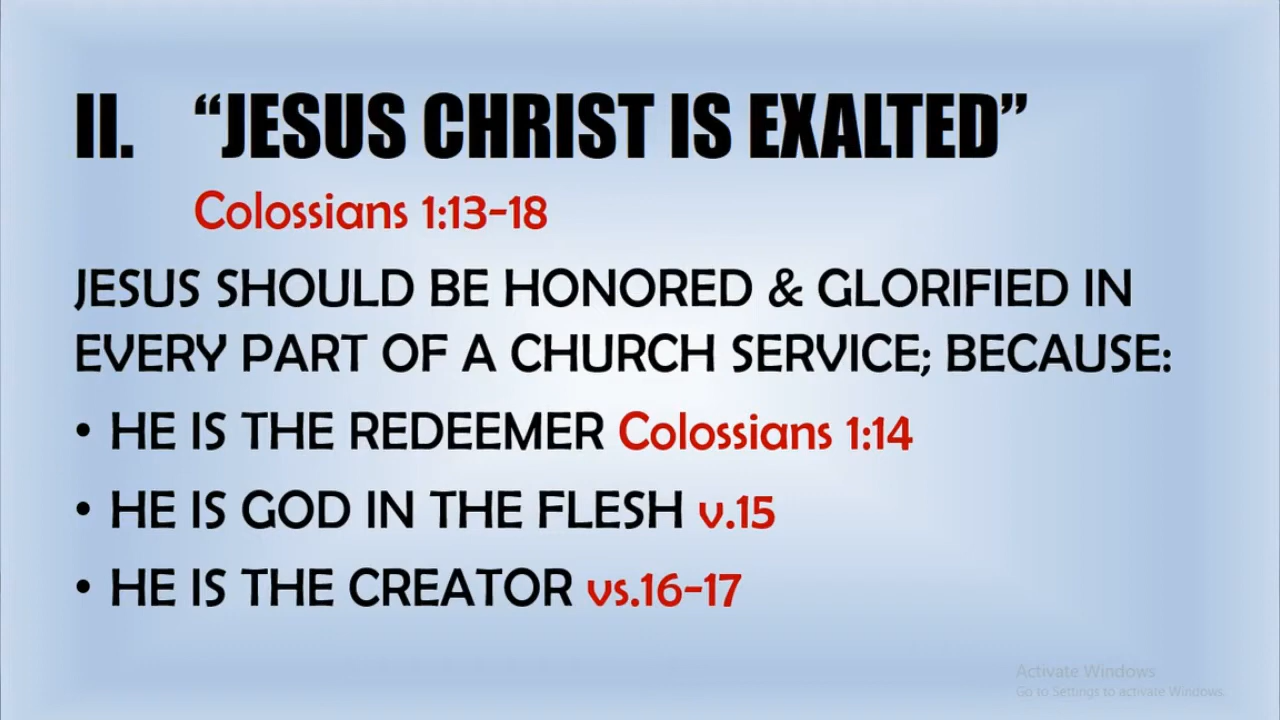 II. “JESUS CHRIST IS EXALTED”
Colossians 1:13-18
JESUS SHOULD BE HONORED & GLORIFIED IN
EVERY PART OF A CHURCH SERVICE; BECAUSE:
• HE IS THE REDEEMER Colossians 1:14
• HE IS GOD IN THE FLESH v.15
• HE IS THE CREATOR vs.16-17
Activate Windows
Go to Settings to activate Windows.